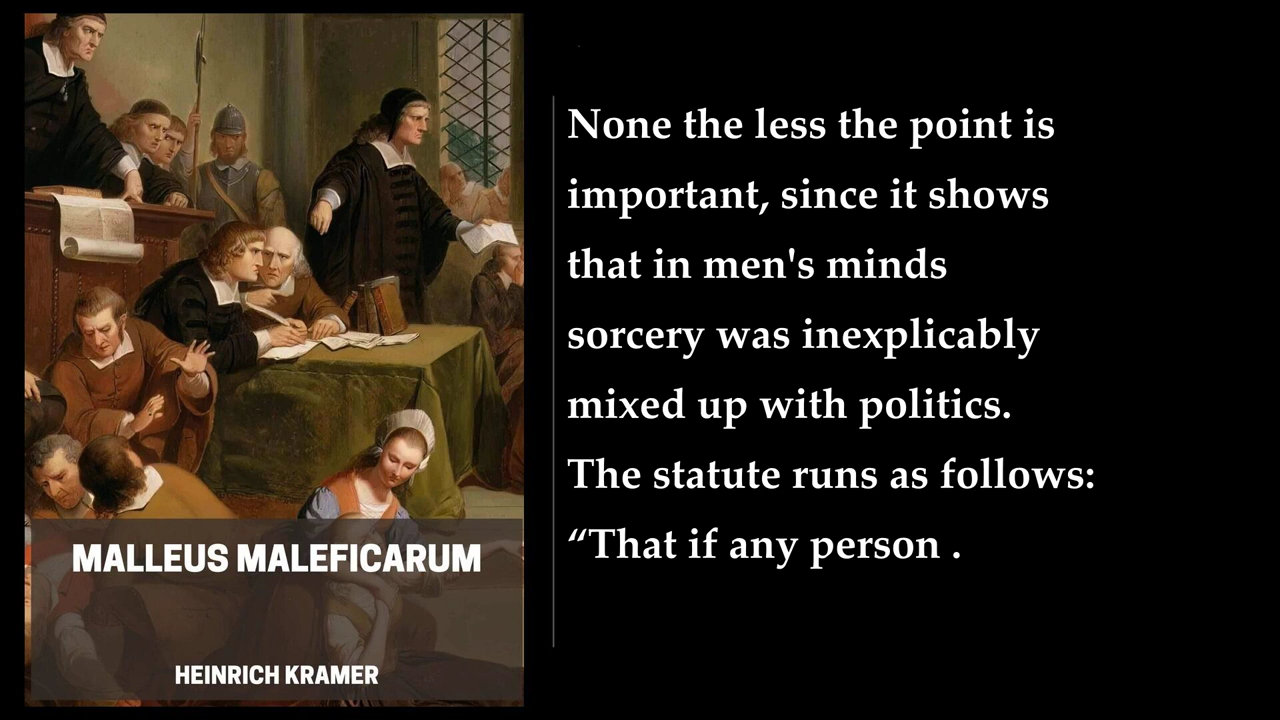 MALLEUS MALEFICARUM
HEINRICH KRAMER
None the less the point is
important, since it shows
that in men's minds
sorcery was inexplicably
mixed up with politics.
The statute runs as follows:
“That if any person .